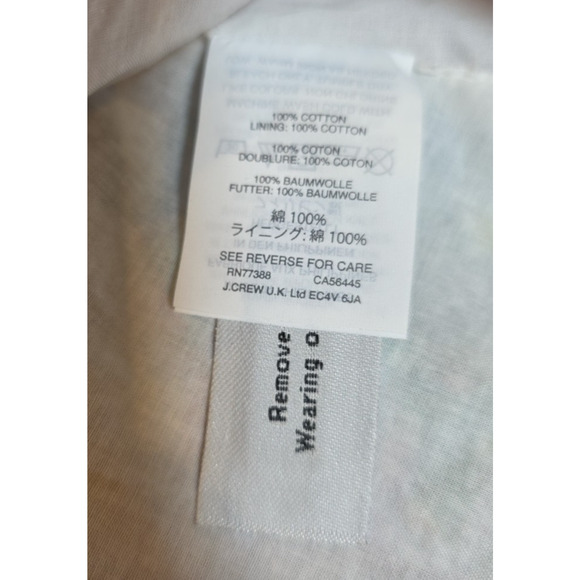 100% COTTON
LINING: 100% COTTON
100% COTON
DOUBLURE: 100% COTON
100% BAUMWOLLE
FUTTER: 100% BAUMWOLLE
綿 100%
ライニング: 綿 100%
SEE REVERSE FOR CARE
RN77388 CA56445
J.CREW U.K. Ltd EC4V 6JA
Remove
Wearing o